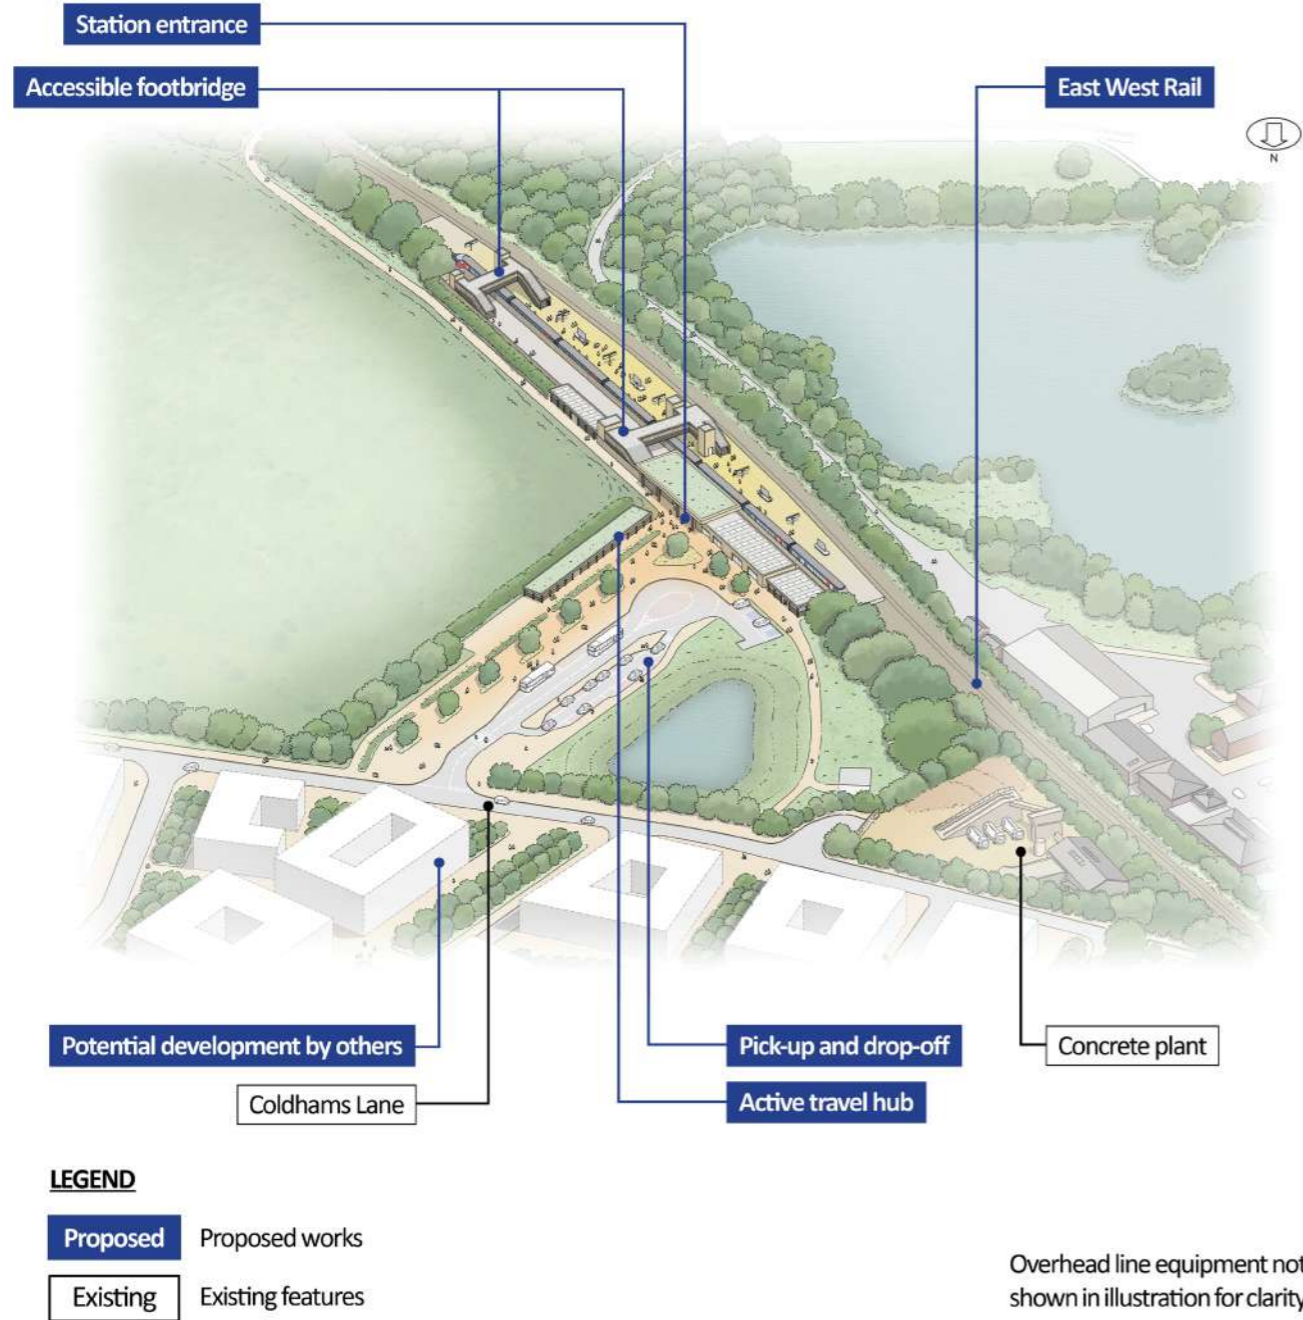 Station entrance
Accessible footbridge
East West Rail
N
Potential development by others
Pick-up and drop-off
Concrete plant
Coldhams Lane
Active travel hub
LEGEND
Proposed Proposed works
Existing Existing features
Overhead line equipment not
shown in illustration for clarity